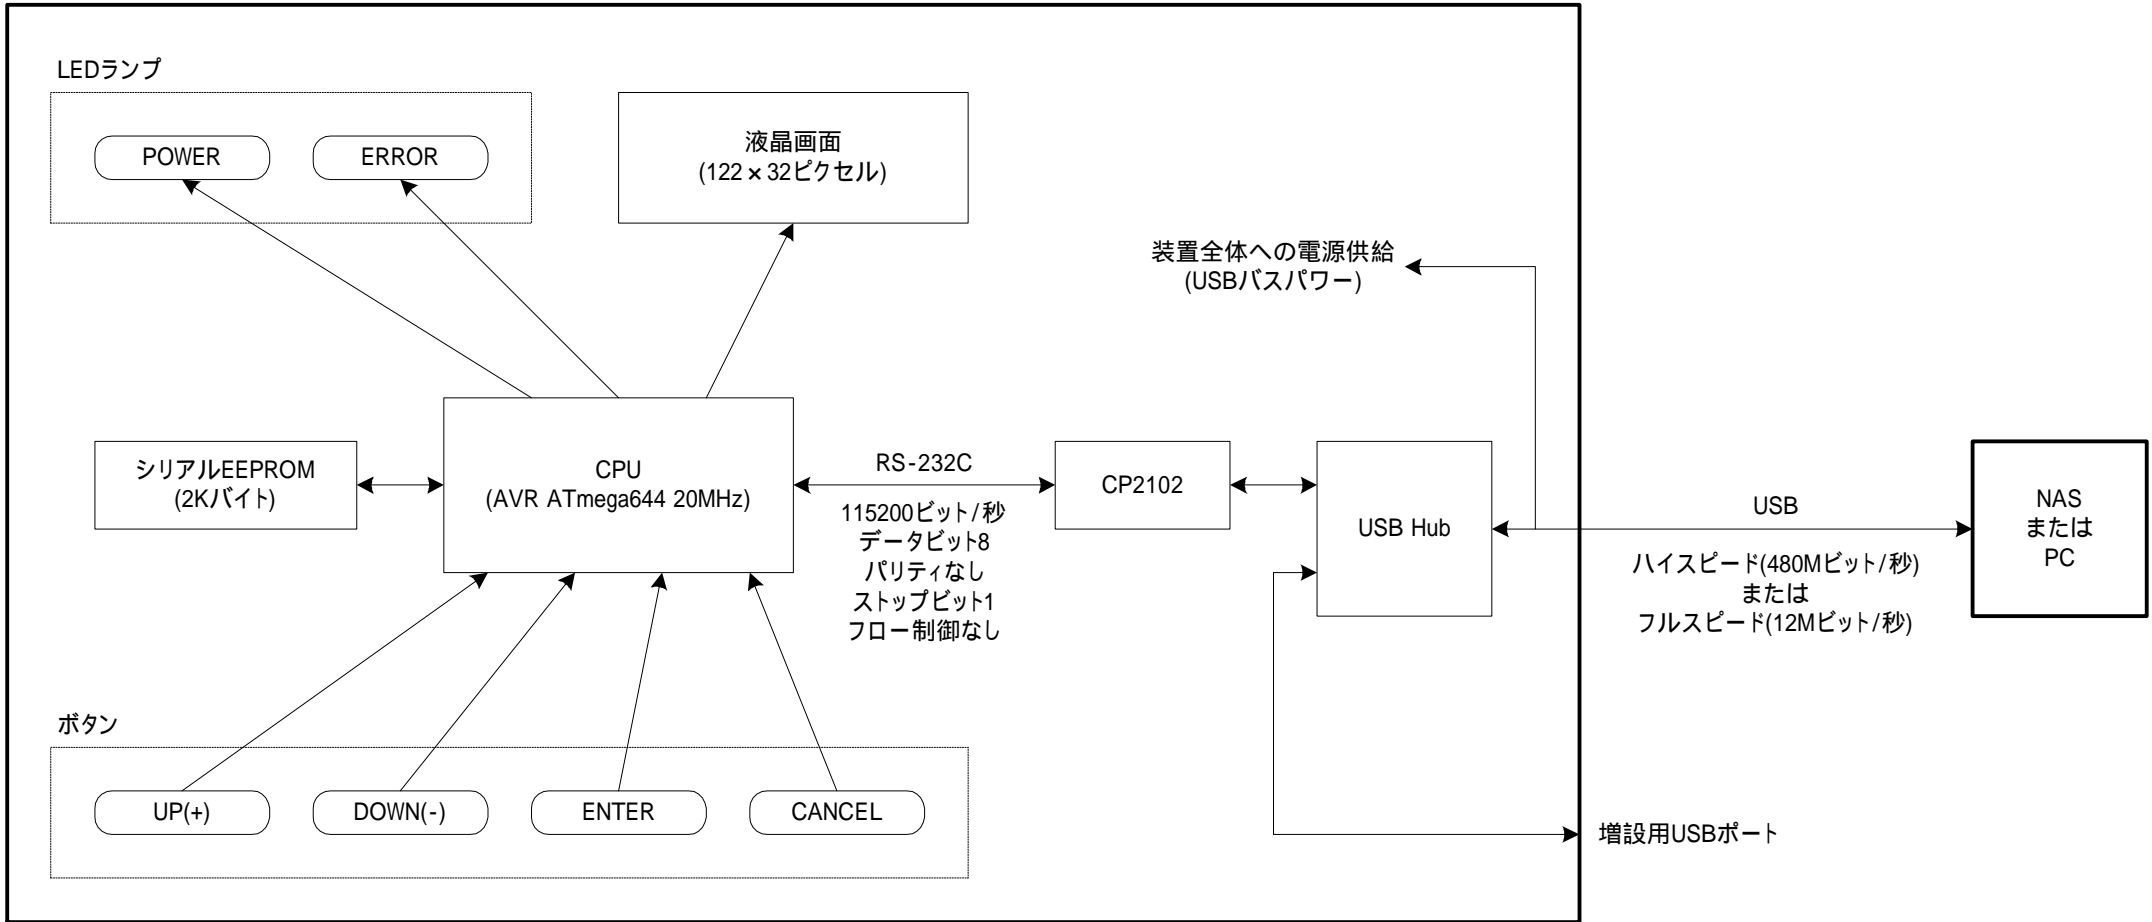 LEDランプ
POWER
ERROR
液晶画面
(122×32ピクセル)
装置全体への電源供給
(USBバスパワー)
シリアルEEPROM
(2Kバイト)
CPU
(AVR ATmega644 20MHz)
RS-232C
115200ビット/秒
データビット8
パリティなし
ストップビット1
フロー制御なし
CP2102
USB Hub
USB
ハイスピード(480Mビット/秒)
または
フルスピード(12Mビット/秒)
NAS
または
PC
ボタン
UP(+)
DOWN(-)
ENTER
CANCEL
増設用USBポート